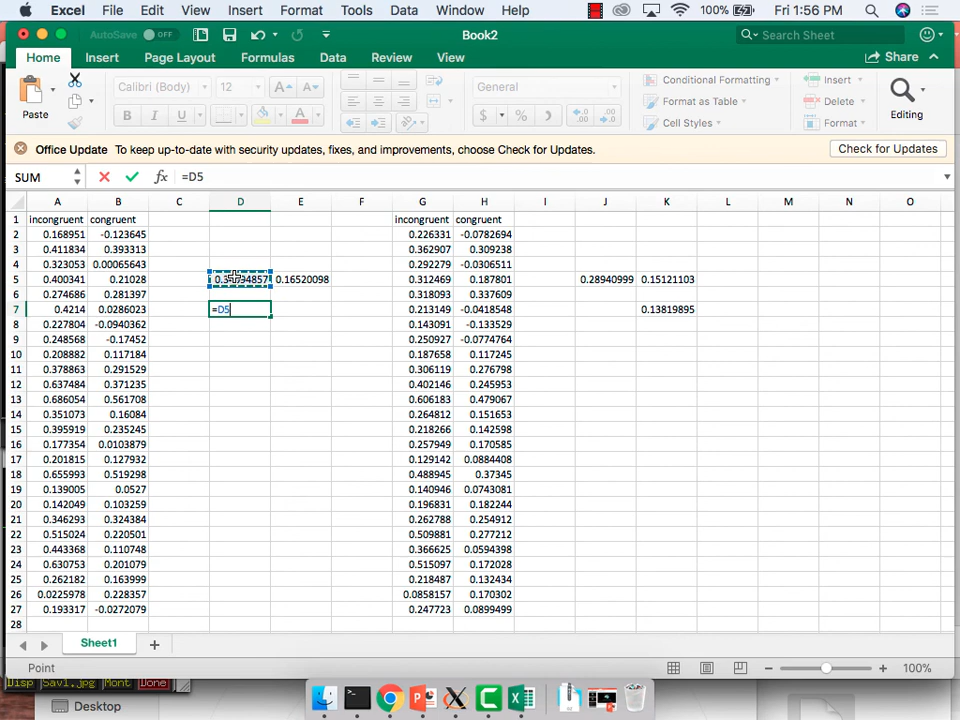 Excel File Edit View Insert Format Tools Data Window Help 100% Fri 1:56 PM
AutoSave OFF Book2 Search Sheet
Home Insert Page Layout Formulas Data Review View Share
Paste Calibri (Body) 12 A A General Conditional Formatting Insert
B I U A $ % Format as Table Delete Editing
Cell Styles Format
Office Update To keep up-to-date with security updates, fixes, and improvements, choose Check for Updates. Check for Updates
SUM fx =D5
A B C D E F G H I J K L M N O
1 incongruent congruent incongruent congruent
2 0.168951 -0.123645 0.226331 -0.0782694
3 0.411834 0.393313 0.362907 0.309238
4 0.323053 0.00065643 0.292279 -0.0306511
5 0.400341 0.21028 0.16520098 0.312469 0.187801 0.28940999 0.15121103
6 0.274686 0.281397 0.318093 0.337609
7 0.4214 0.0286023 =D5 0.213149 -0.0418548 0.13819895
8 0.227804 -0.0940362 0.143091 -0.133529
9 0.248568 -0.17452 0.250927 -0.0774764
10 0.208882 0.117184 0.187658 0.117245
11 0.378863 0.291529 0.306119 0.276798
12 0.637484 0.371235 0.402146 0.245953
13 0.686054 0.561708 0.606183 0.479067
14 0.351073 0.16084 0.264812 0.151653
15 0.395919 0.235245 0.218266 0.142598
16 0.177354 0.0103879 0.257949 0.170585
17 0.201815 0.127932 0.129142 0.0884408
18 0.655993 0.519298 0.488945 0.37345
19 0.139005 0.0527 0.140946 0.0743081
20 0.142049 0.103259 0.196831 0.182244
21 0.346293 0.324384 0.262788 0.254912
22 0.515024 0.220501 0.509881 0.277212
23 0.443368 0.110748 0.366625 0.0594398
24 0.630753 0.201079 0.515097 0.172028
25 0.262182 0.163999 0.218487 0.132434
26 0.0225978 0.228357 0.0858157 0.170302
27 0.193317 -0.0272079 0.247723 0.0899499
28
Sheet1
Point 100%
Disp Sav1.jpg Mont Done
Desktop